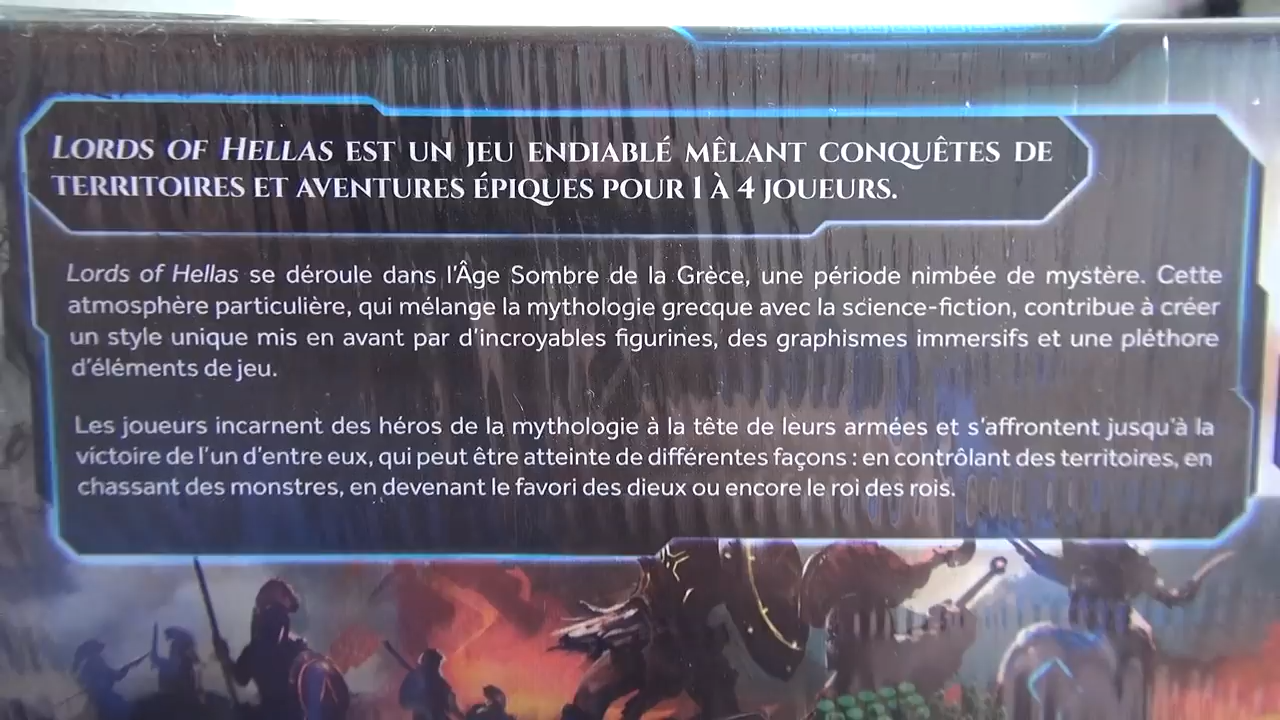 LORDS OF HELLAS EST UN JEU ENDIABLÉ MÊLANT CONQUÊTES DE
TERRITOIRES ET AVENTURES ÉPIQUES POUR 1 À 4 JOUEURS.
Lords of Hellas se déroule dans l'Âge Sombre de la Grèce, une période nimbée de mystère. Cette
atmosphère particulière, qui mélange la mythologie grecque avec la science-fiction, contribue à créer
un style unique mis en avant par d'incroyables figurines, des graphismes immersifs et une pléthore
d'éléments de jeu.
Les joueurs incarnent des héros de la mythologie à la tête de leurs armées et s'affrontent jusqu'à la
victoire de l'un d'entre eux, qui peut être atteinte de différentes façons : en contrôlant des territoires, en
chassant des monstres, en devenant le favori des dieux ou encore le roi des rois.